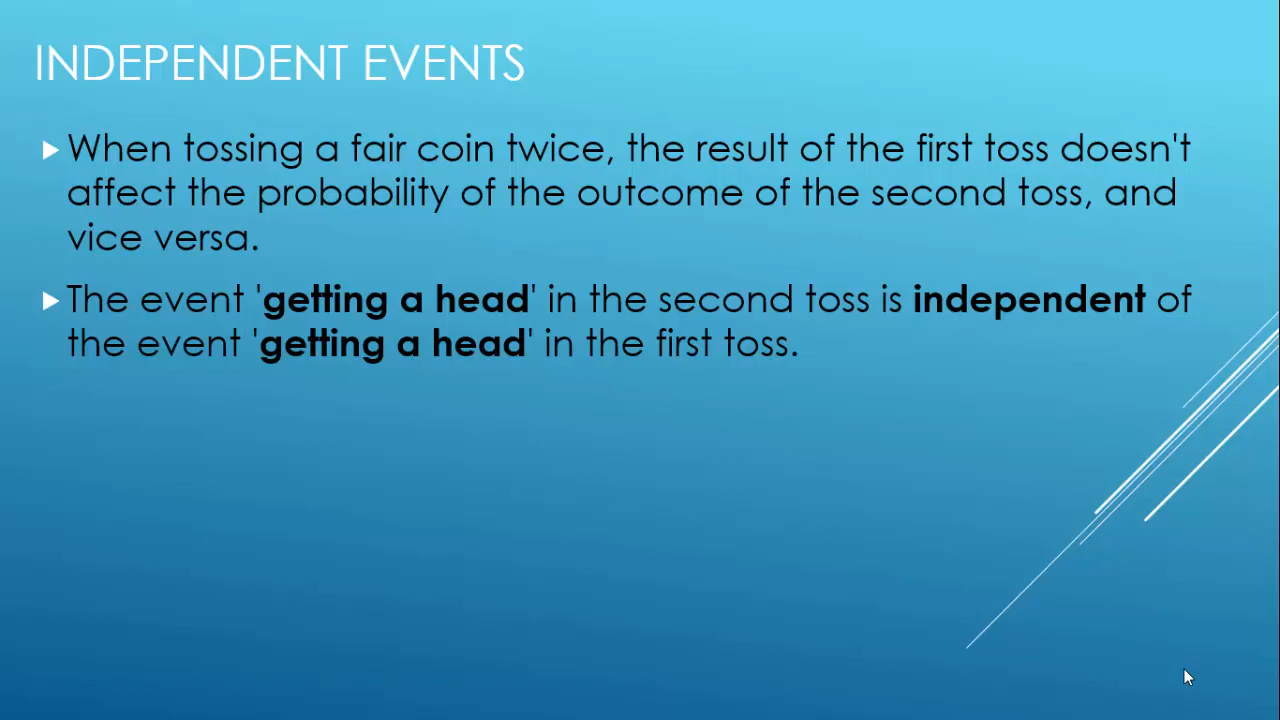 INDEPENDENT EVENTS
When tossing a fair coin twice, the result of the first toss doesn't
affect the probability of the outcome of the second toss, and
vice versa.
The event 'getting a head' in the second toss is independent of
the event 'getting a head' in the first toss.